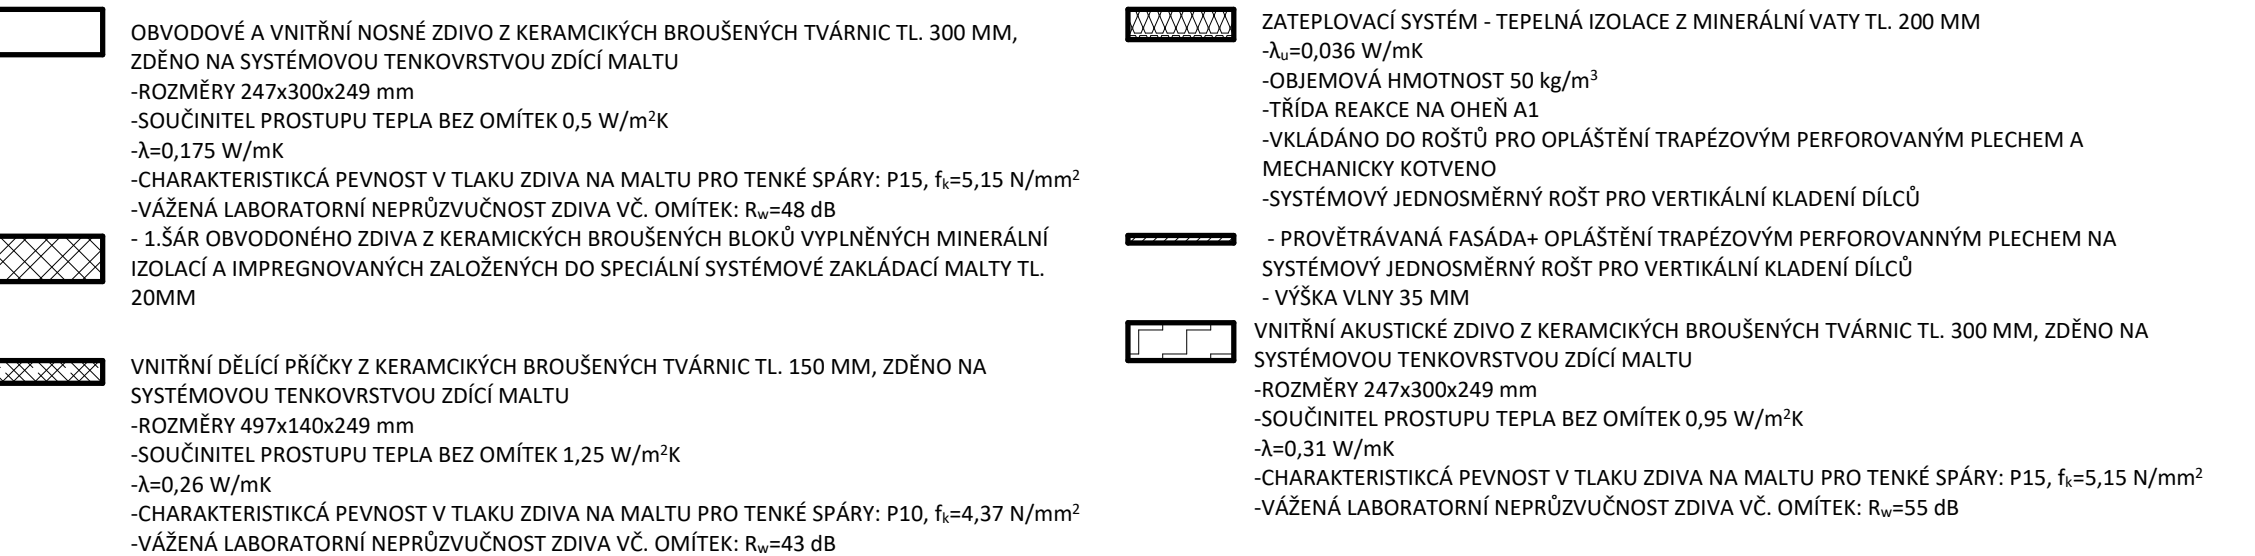 OBVODOVÉ A VNITŘNÍ NOSNÉ ZDIVO Z KERAMCIKÝCH BROUŠENÝCH TVÁRNIC TL. 300 MM,
ZDĚNO NA SYSTÉMOVOU TENKOVRSTVOU ZDÍCÍ MALTU
-ROZMĚRY 247x300x249 mm
-SOUČINITEL PROSTUPU TEPLA BEZ OMÍTEK 0,5 W/m²K
-λ=0,175 W/mK
-CHARAKTERISTIKCÁ PEVNOST V TLAKU ZDIVA NA MALTU PRO TENKÉ SPÁRY: P15, fₖ=5,15 N/mm²
-VÁŽENÁ LABORATORNÍ NEPRŮZVUČNOST ZDIVA VČ. OMÍTEK: Rw=48 dB
- 1.ŠÁR OBVODONÉHO ZDIVA Z KERAMICKÝCH BROUŠENÝCH BLOKŮ VYPLNĚNÝCH MINERÁLNÍ
IZOLACÍ A IMPREGNOVANÝCH ZALOŽENÝCH DO SPECIÁLNÍ SYSTÉMOVÉ ZAKLÁDACÍ MALTY TL.
20MM
VNITŘNÍ DĚLÍCÍ PŘÍČKY Z KERAMCIKÝCH BROUŠENÝCH TVÁRNIC TL. 150 MM, ZDĚNO NA
SYSTÉMOVOU TENKOVRSTVOU ZDÍCÍ MALTU
-ROZMĚRY 497x140x249 mm
-SOUČINITEL PROSTUPU TEPLA BEZ OMÍTEK 1,25 W/m²K
-λ=0,26 W/mK
-CHARAKTERISTIKCÁ PEVNOST V TLAKU ZDIVA NA MALTU PRO TENKÉ SPÁRY: P10, fₖ=4,37 N/mm²
-VÁŽENÁ LABORATORNÍ NEPRŮZVUČNOST ZDIVA VČ. OMÍTEK: Rw=43 dB
ZATEPLOVACÍ SYSTÉM - TEPELNÁ IZOLACE Z MINERÁLNÍ VATY TL. 200 MM
-λᵤ=0,036 W/mK
-OBJEMOVÁ HMOTNOST 50 kg/m³
-TŘÍDA REAKCE NA OHEŇ A1
-VKLÁDÁNO DO ROŠTŮ PRO OPLÁŠTĚNÍ TRAPÉZOVÝM PERFOROVANÝM PLECHEM A
MECHANICKY KOTVENO
-SYSTÉMOVÝ JEDNOSMĚRNÝ ROŠT PRO VERTIKÁLNÍ KLADENÍ DÍLCŮ
- PROVĚTRÁVANÁ FASÁDA+ OPLÁŠTĚNÍ TRAPÉZOVÝM PERFOROVANNÝM PLECHEM NA
SYSTÉMOVÝ JEDNOSMĚRNÝ ROŠT PRO VERTIKÁLNÍ KLADENÍ DÍLCŮ
- VÝŠKA VLNY 35 MM
VNITŘNÍ AKUSTICKÉ ZDIVO Z KERAMCIKÝCH BROUŠENÝCH TVÁRNIC TL. 300 MM, ZDĚNO NA
SYSTÉMOVOU TENKOVRSTVOU ZDÍCÍ MALTU
-ROZMĚRY 247x300x249 mm
-SOUČINITEL PROSTUPU TEPLA BEZ OMÍTEK 0,95 W/m²K
-λ=0,31 W/mK
-CHARAKTERISTIKCÁ PEVNOST V TLAKU ZDIVA NA MALTU PRO TENKÉ SPÁRY: P15, fₖ=5,15 N/mm²
-VÁŽENÁ LABORATORNÍ NEPRŮZVUČNOST ZDIVA VČ. OMÍTEK: Rw=55 dB